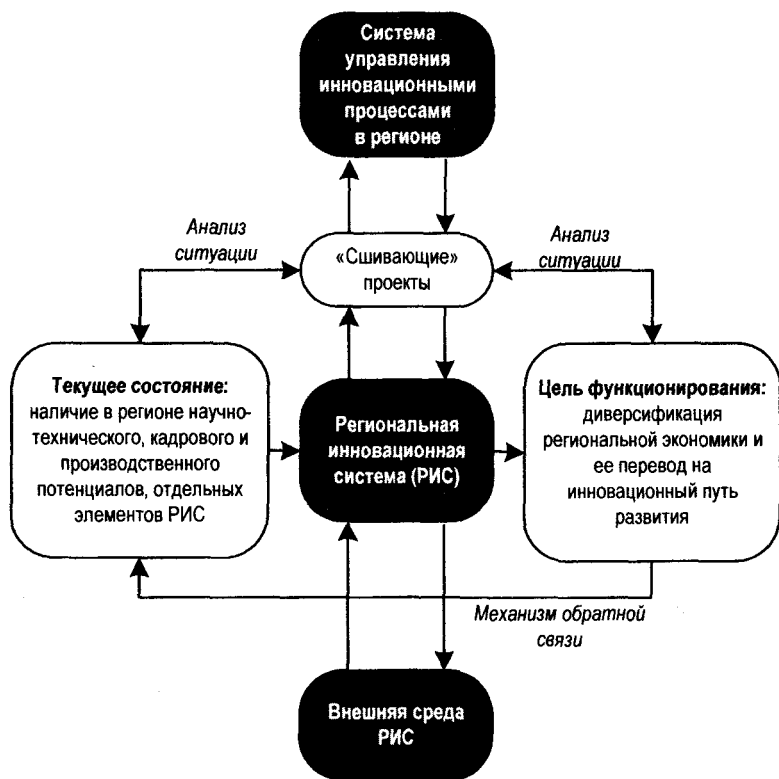 Система
управления
инновационными
процессами
в регионе
Анализ
ситуации
Анализ
ситуации
«Сшивающие»
проекты
Текущее состояние:
наличие в регионе научно-
технического, кадрового и
производственного
потенциалов, отдельных
элементов РИС
Региональная
инновационная
система (РИС)
Цель функционирования:
диверсификация
региональной экономики и
ее перевод на
инновационный путь
развития
Механизм обратной
связи
Внешняя среда
РИС